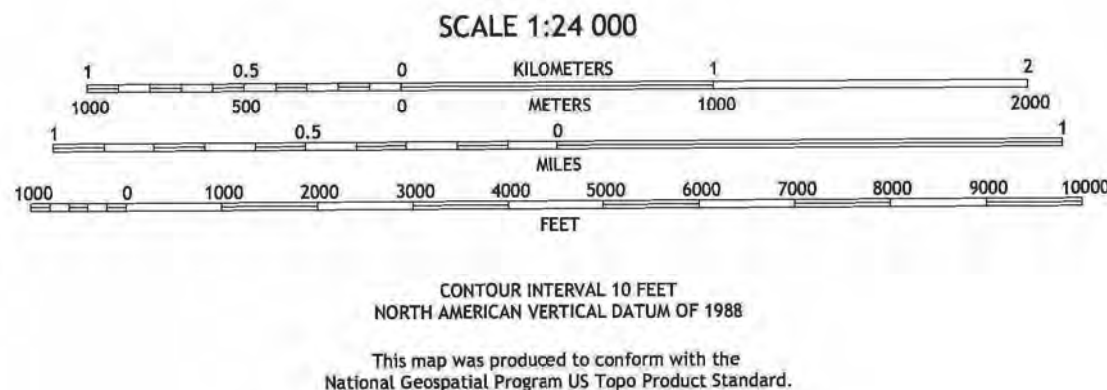 SCALE 1:24 000
1 0.5 0 KILOMETERS 1 2
1000 500 0 METERS 1000 2000
1 0.5 0 1
MILES
1000 0 1000 2000 3000 4000 5000 6000 7000 8000 9000 10000
FEET
CONTOUR INTERVAL 10 FEET
NORTH AMERICAN VERTICAL DATUM OF 1988
This map was produced to conform with the
National Geospatial Program US Topo Product Standard.